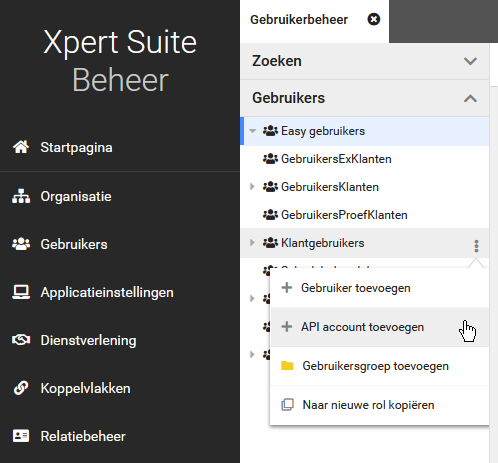 Xpert Suite
Beheer
Startpagina
Organisatie
Gebruikers
Applicatieinstellingen
Dienstverlening
Koppelvlakken
Relatiebeheer
Gebruikerbeheer
Zoeken
Gebruikers
Easy gebruikers
GebruikersExKlanten
GebruikersKlanten
GebruikersProefKlanten
Klantgebruikers
Gebruiker toevoegen
API account toevoegen
Gebruikersgroep toevoegen
Naar nieuwe rol kopiëren